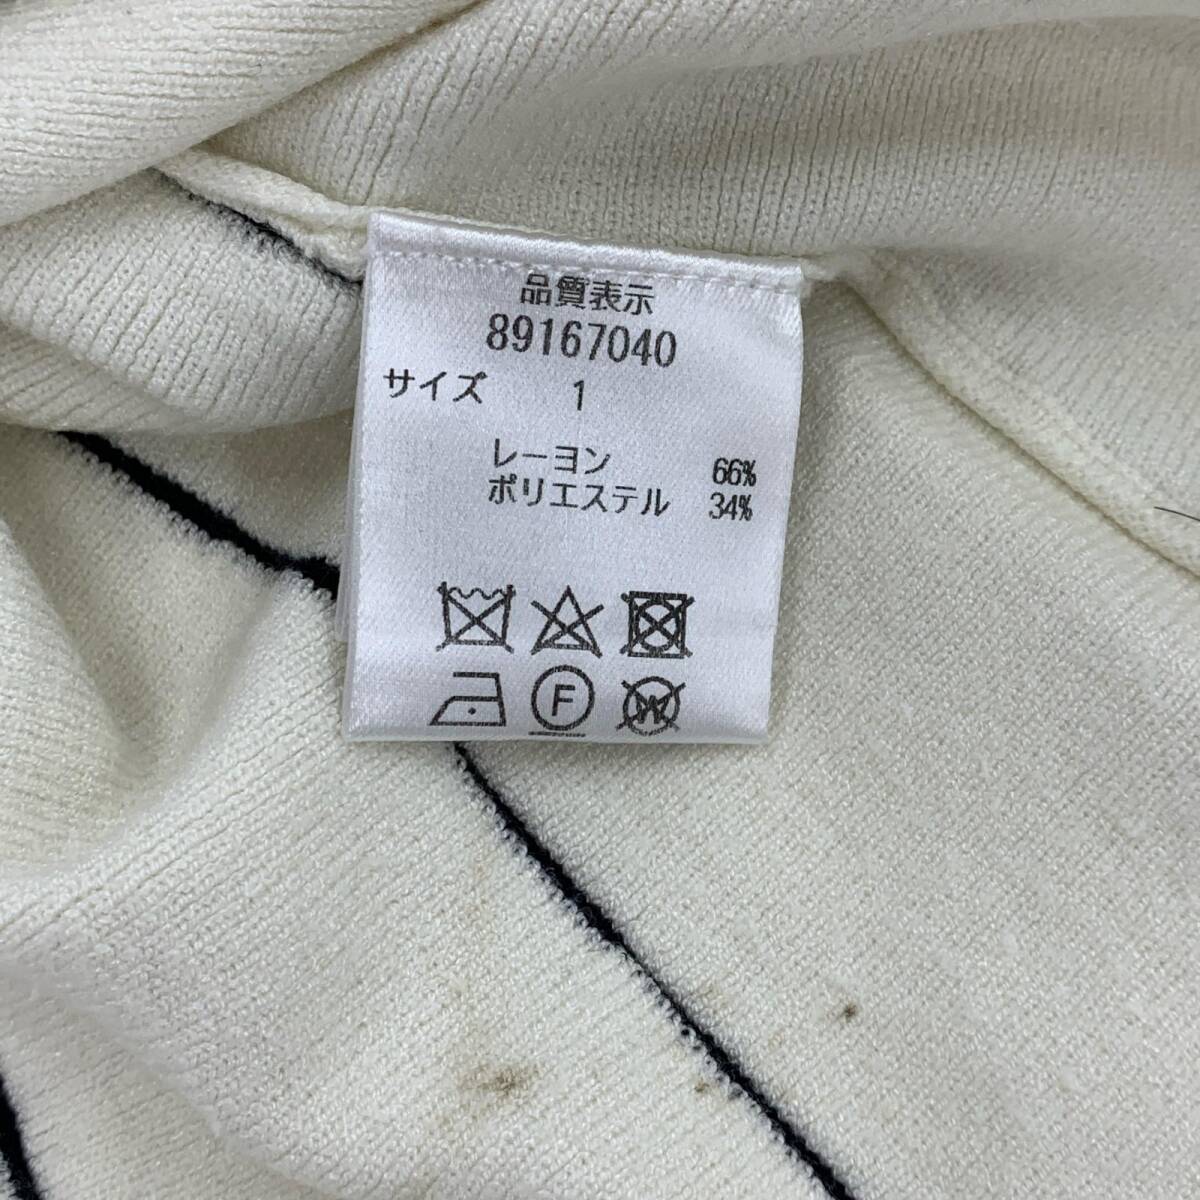 品質表示
89167040
サイズ 1
レーヨン 66%
ポリエステル 34%
F W